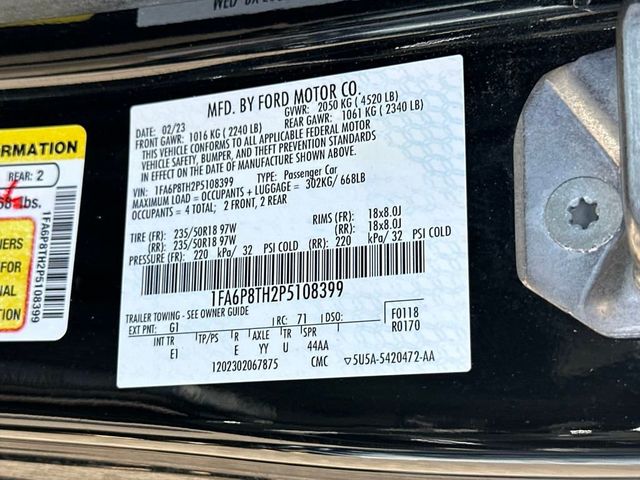 MFD. BY FORD MOTOR CO.
DATE: 02/23 GVWR: 2050 KG (4520 LB)
FRONT GAWR: 1016 KG (2240 LB) REAR GAWR: 1061 KG (2340 LB)
THIS VEHICLE CONFORMS TO ALL APPLICABLE FEDERAL MOTOR
VEHICLE SAFETY, BUMPER, AND THEFT PREVENTION STANDARDS
IN EFFECT ON THE DATE OF MANUFACTURE SHOWN ABOVE.
VIN: 1FA6P8TH2P5108399 TYPE: Passenger Car
MAXIMUM LOAD = OCCUPANTS + LUGGAGE = 302KG/ 668LB
OCCUPANTS = 4 TOTAL; 2 FRONT, 2 REAR
TIRE (FR): 235/50R18 97W RIMS (FR): 18x8.0J
(RR): 235/50R18 97W (RR): 18x8.0J
PRESSURE (FR): 220 kPa/ 32 PSI COLD (RR): 220 kPa/ 32 PSI COLD
1FA6P8TH2P5108399
TRAILER TOWING - SEE OWNER GUIDE F0118
EXT PNT: G1 RC: 71 DSO: R0170
INT TR TP/PS R AXLE TR SPR
E1 E YY U 44AA
1202302067875 CMC ▽5U5A-5420472-AA
ORMATION
REAR: 2
lbs.
1FA6P8TH2P5108399